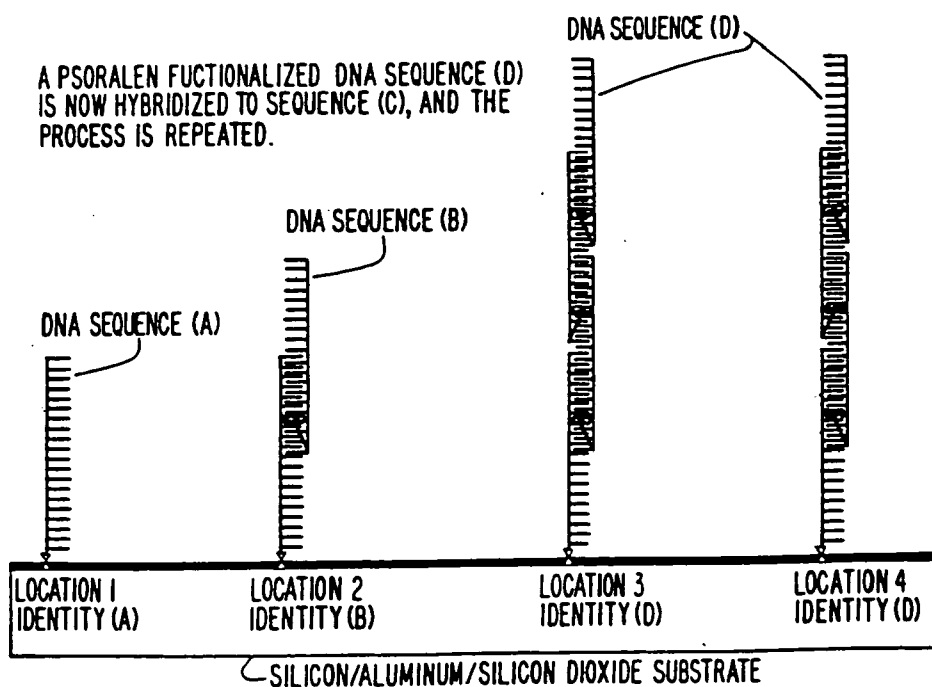 DNA SEQUENCE (D)
A PSORALEN FUCTIONALIZED DNA SEQUENCE (D)
IS NOW HYBRIDIZED TO SEQUENCE (C), AND THE
PROCESS IS REPEATED.
DNA SEQUENCE (B)
DNA SEQUENCE (A)
LOCATION 1
IDENTITY (A)
LOCATION 2
IDENTITY (B)
LOCATION 3
IDENTITY (D)
LOCATION 4
IDENTITY (D)
SILICON/ALUMINUM/SILICON DIOXIDE SUBSTRATE